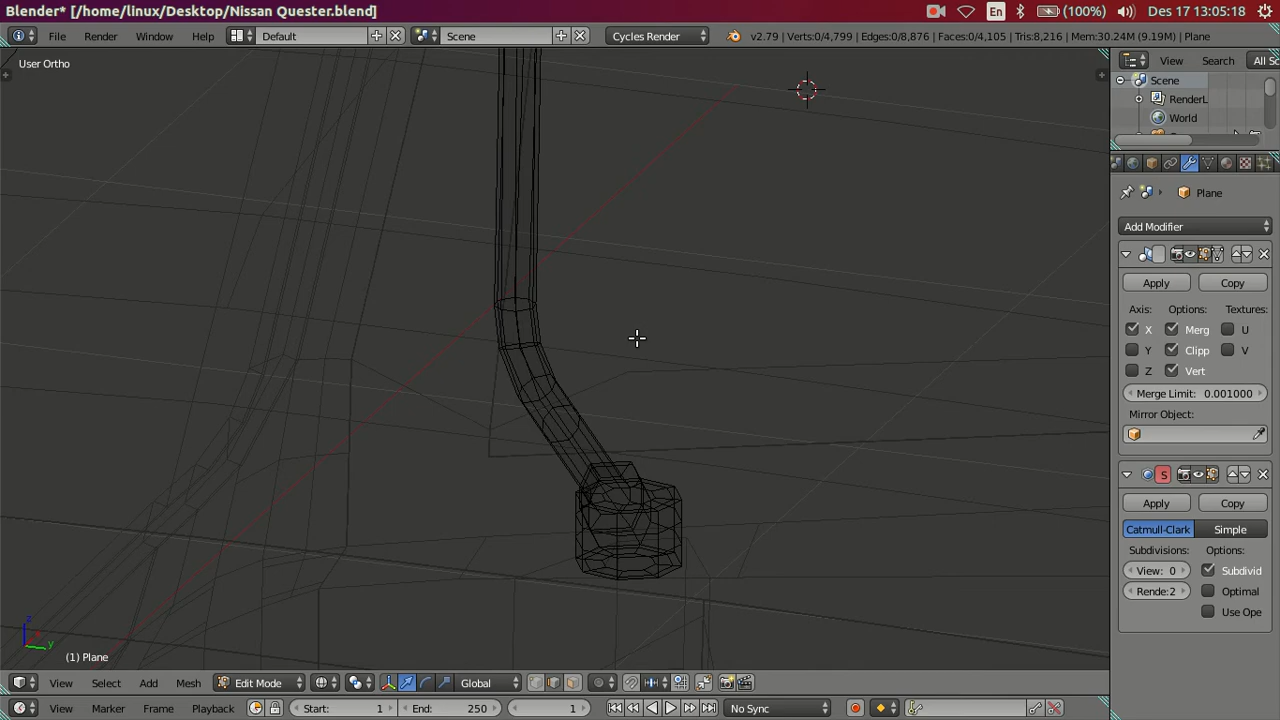 Blender* [/home/linux/Desktop/Nissan Quester.blend]
En
(100%)
Des 17 13:05:18
File
Render
Window
Help
Default
Scene
Cycles Render
v2.79 | Verts:0/4,799 | Edges:0/8,876 | Faces:0/4,105 | Tris:8,216 | Mem:30.24M (9.19M) | Plane
User Ortho
View
Search
All Sc
Scene
RenderL
World
Plane
Add Modifier
Apply
Copy
Axis:
Options:
Textures:
X
Merg
U
Y
Clipp
V
Z
Vert
Merge Limit: 0.001000
Mirror Object:
S
Apply
Copy
Catmull-Clark
Simple
Subdivisions:
Options:
View: 0
Subdivid
Rende:2
Optimal
Use Ope
z
y
(1) Plane
View
Select
Add
Mesh
Edit Mode
Global
View
Marker
Frame
Playback
Start: 1
End: 250
1
No Sync